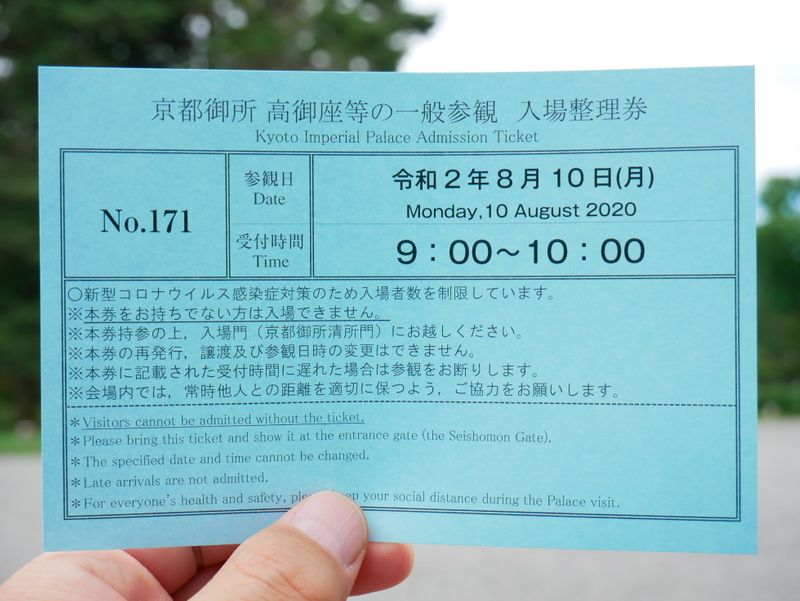 京都御所 高御座等の一般参観 入場整理券
Kyoto Imperial Palace Admission Ticket
No.171
参観日
Date
令和2年8月10日(月)
Monday,10 August 2020
受付時間
Time
9：00～10：00
○新型コロナウイルス感染症対策のため入場者数を制限しています。
※本券をお持ちでない方は入場できません。
※本券持参の上，入場門（京都御所清所門）にお越しください。
※本券の再発行，譲渡及び参観日時の変更はできません。
※本券に記載された受付時間に遅れた場合は参観をお断りします。
※会場内では，常時他人との距離を適切に保つよう，ご協力をお願いします。
＊Visitors cannot be admitted without the ticket.
＊Please bring this ticket and show it at the entrance gate (the Seishomon Gate).
＊The specified date and time cannot be changed.
＊Late arrivals are not admitted.
＊For everyone's health and safety, your social distance during the Palace visit.